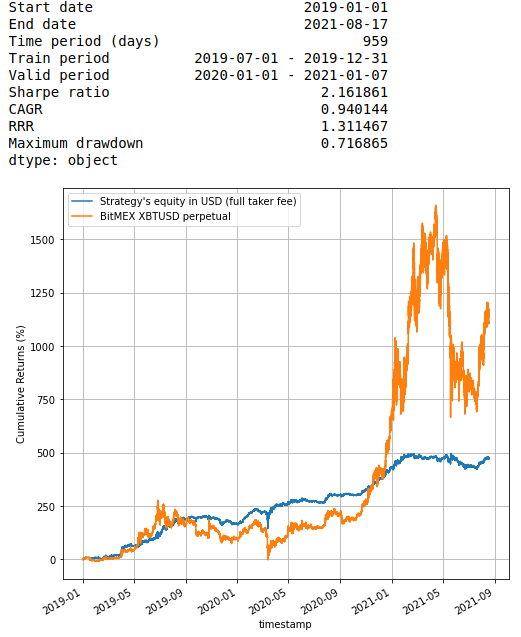 Start date 2019-01-01
End date 2021-08-17
Time period (days) 959
Train period 2019-07-01 - 2019-12-31
Valid period 2020-01-01 - 2021-01-07
Sharpe ratio 2.161861
CAGR 0.940144
RRR 1.311467
Maximum drawdown 0.716865
dtype: object
Strategy's equity in USD (full taker fee)
BitMEX XBTUSD perpetual
Cumulative Returns (%)
1500
1250
1000
750
500
250
0
2019-01
2019-05
2019-09
2020-01
2020-05
2020-09
2021-01
2021-05
2021-09
timestamp